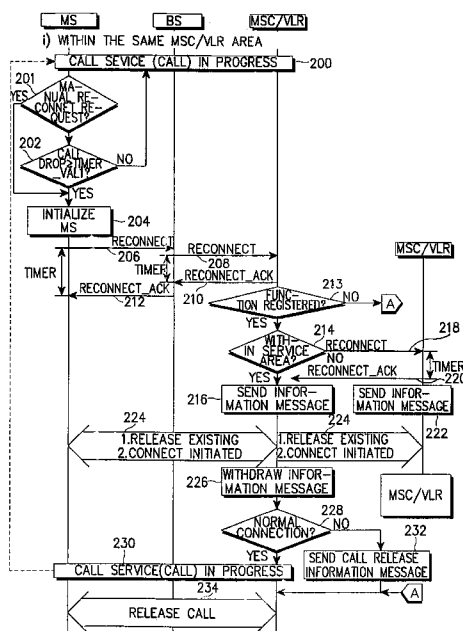 MS BS MSC/VLR
i) WITHIN THE SAME MSC/VLR AREA
CALL SEVICE (CALL) IN PROGRESS
200
201
YES
MA-
NUAL RE-
CONNET RE-
QUEST?
202
CALL
DROP≥TIMER
_VAL1?
NO
YES
INTIALIZE
MS
204
RECONNECT
206
RECONNECT
208
TIMER
TIMER
RECONNECT_ACK
210
RECONNECT_ACK
212
MSC/VLR
213
FUNC-
TION REGISTERED?
NO
A
YES
214
WITH-
IN SERVICE
AREA?
RECONNECT
218
NO
TIMER
RECONNECT_ACK
220
YES
216
SEND INFOR-
MATION MESSAGE
SEND INFOR-
MATION MESSAGE
222
224
1.RELEASE EXISTING
2.CONNECT INITIATED
224
1.RELEASE EXISTING
2.CONNECT INITIATED
226
WITHDRAW INFOR-
MATION MESSAGE
MSC/VLR
228
NORMAL
CONNECTION?
NO
232
YES
SEND CALL RELEASE
INFORMATION MESSAGE
230
CALL SERVICE(CALL) IN PROGRESS
A
234
RELEASE CALL